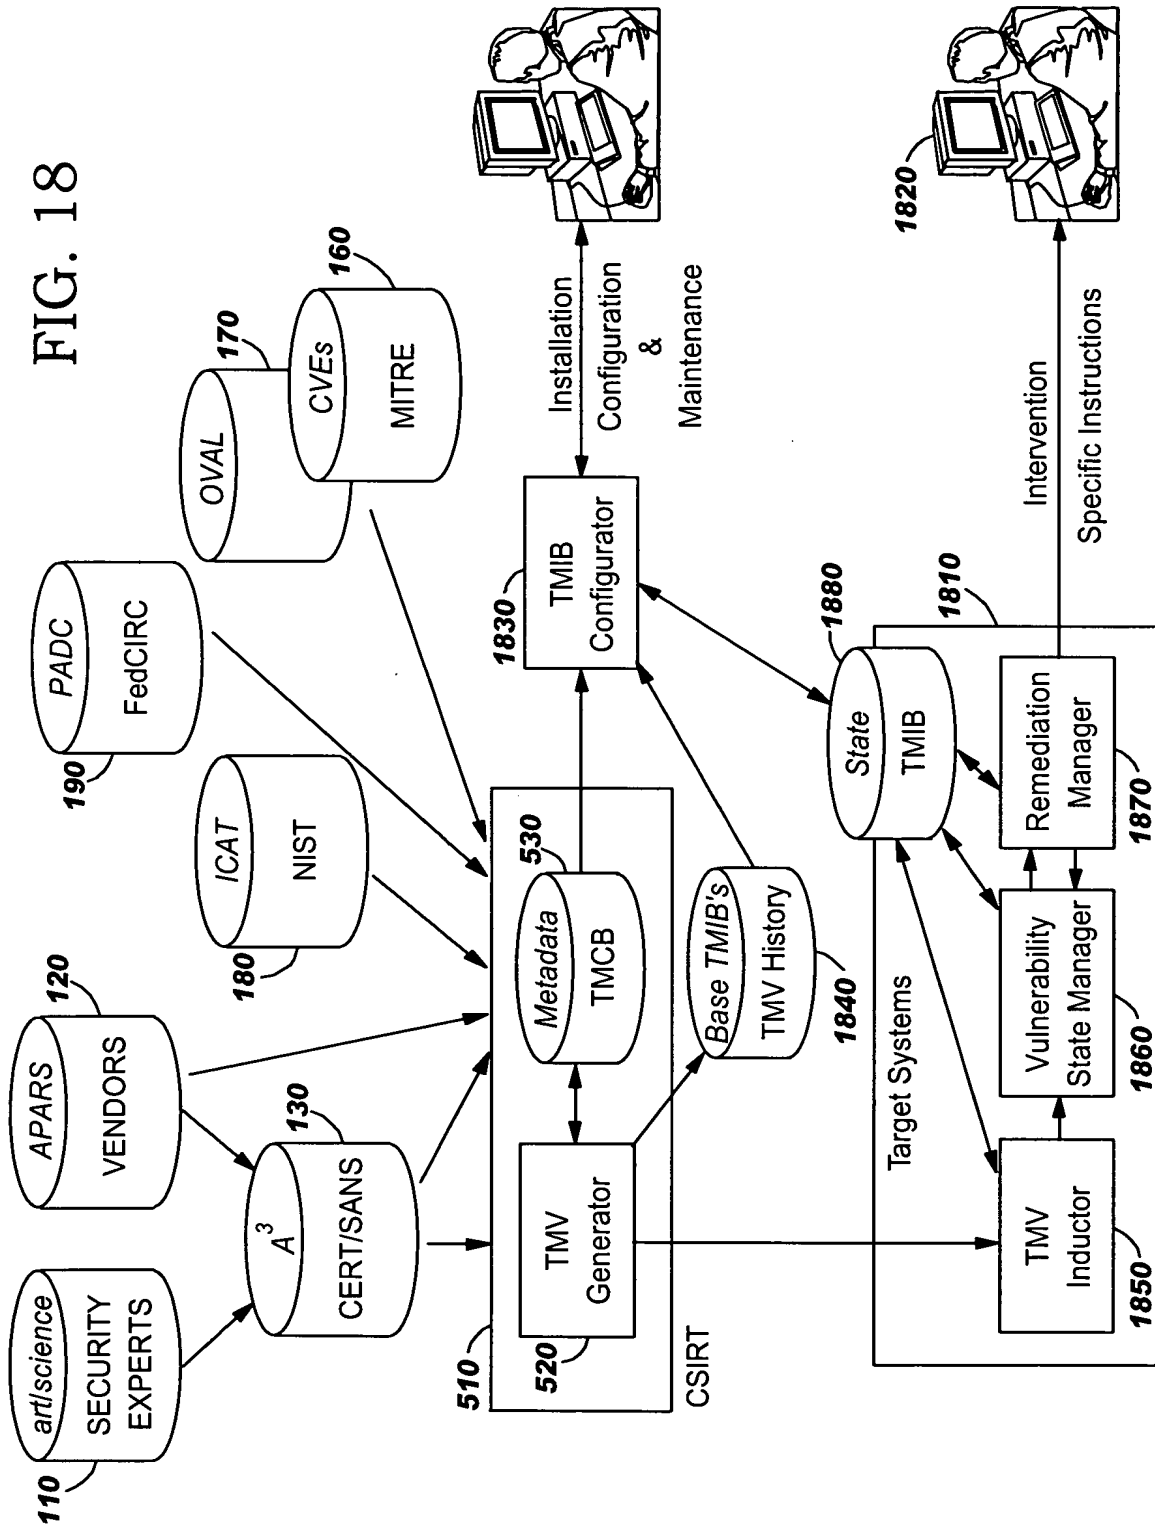 FIG. 18
110
art/science
SECURITY
EXPERTS
120
APARS
VENDORS
130
A³
CERT/SANS
180
ICAT
NIST
190
PADC
FedCIRC
170
OVAL
160
CVEs
MITRE
510
CSIRT
520
TMV
Generator
530
Metadata
TMCB
1840
Base TMIB's
TMV History
1830
TMIB
Configurator
Installation
Configuration
&
Maintenance
Target Systems
1810
1880
State
TMIB
1850
TMV
Inductor
1860
Vulnerability
State Manager
1870
Remediation
Manager
Intervention
Specific Instructions
1820